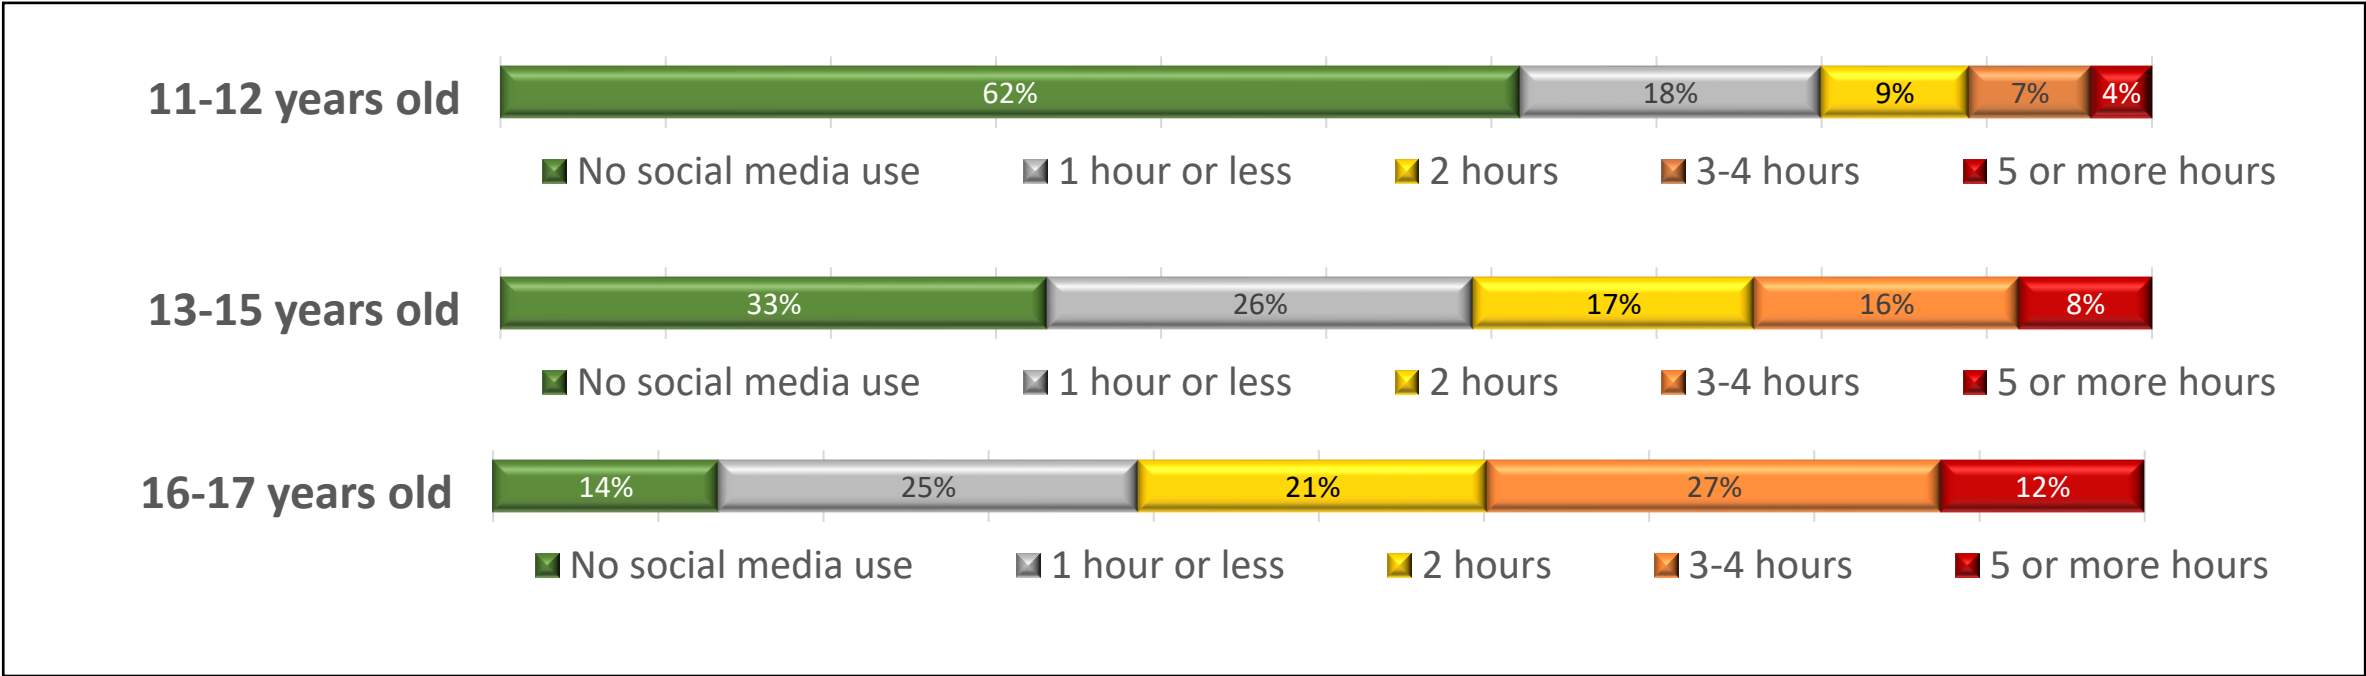 11-12 years old 62% 18% 9% 7% 4%
No social media use 1 hour or less 2 hours 3-4 hours 5 or more hours
13-15 years old 33% 26% 17% 16% 8%
No social media use 1 hour or less 2 hours 3-4 hours 5 or more hours
16-17 years old 14% 25% 21% 27% 12%
No social media use 1 hour or less 2 hours 3-4 hours 5 or more hours